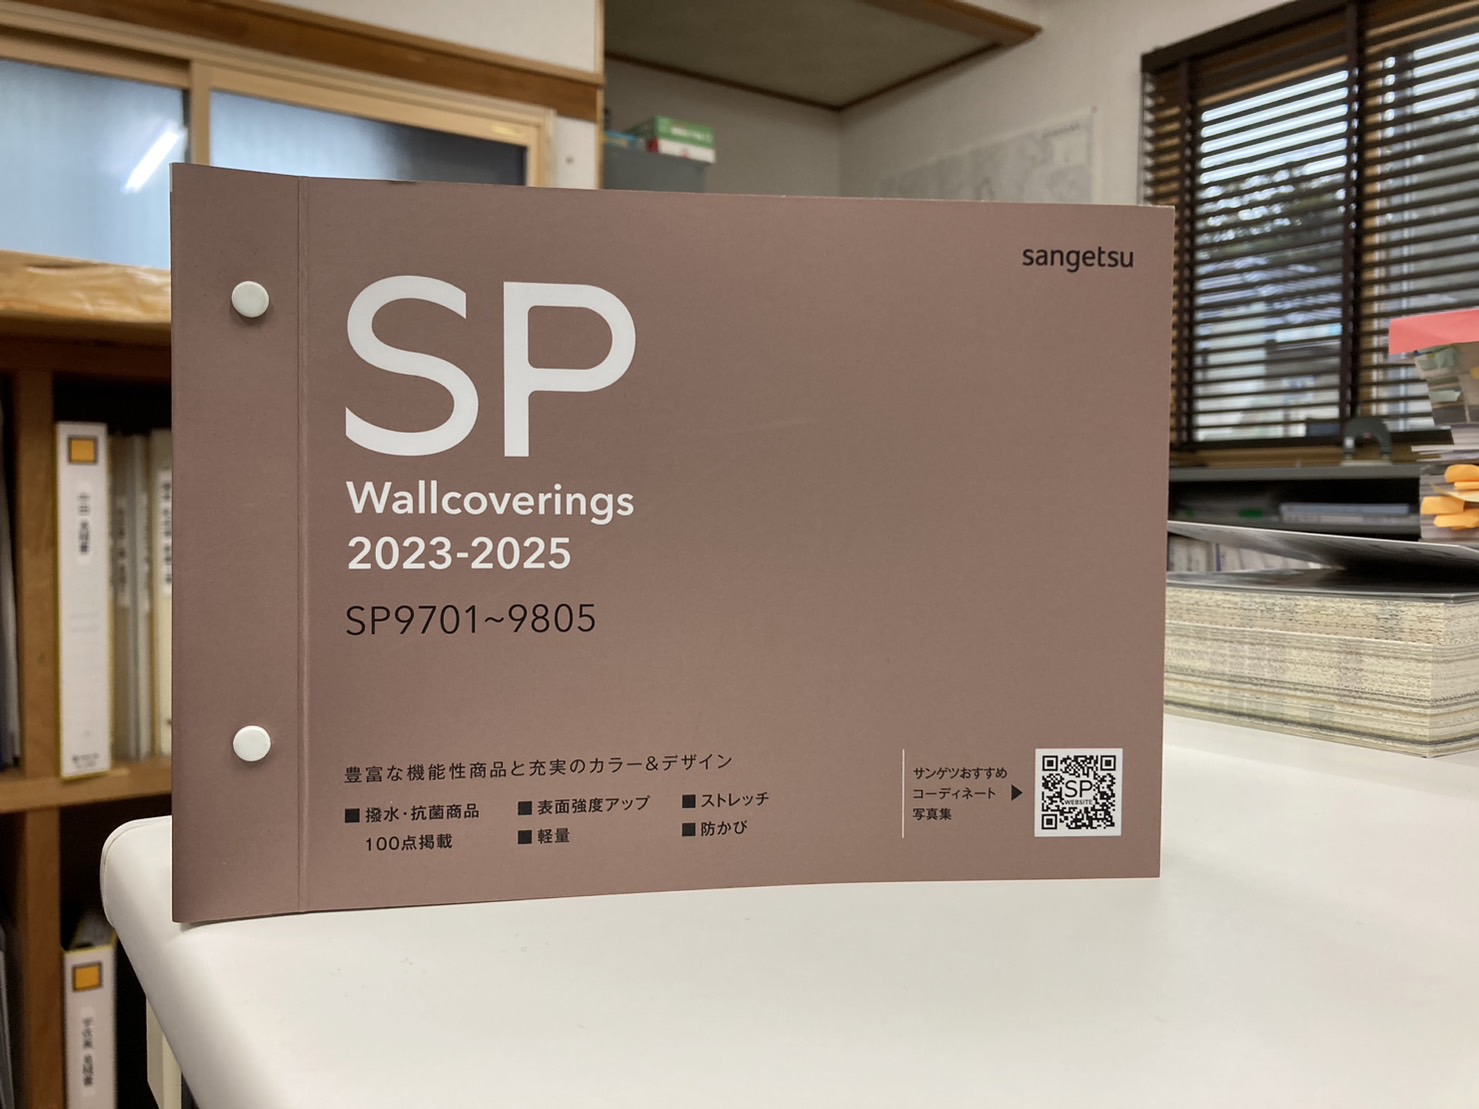 sangetsu
SP
Wallcoverings
2023-2025
SP9701~9805
豊富な機能性商品と充実のカラー&デザイン
■撥水・抗菌商品
100点掲載
■表面強度アップ
■軽量
■ストレッチ
■防かび
サンゲツおすすめ
コーディネート
写真集
SP
WEBSITE